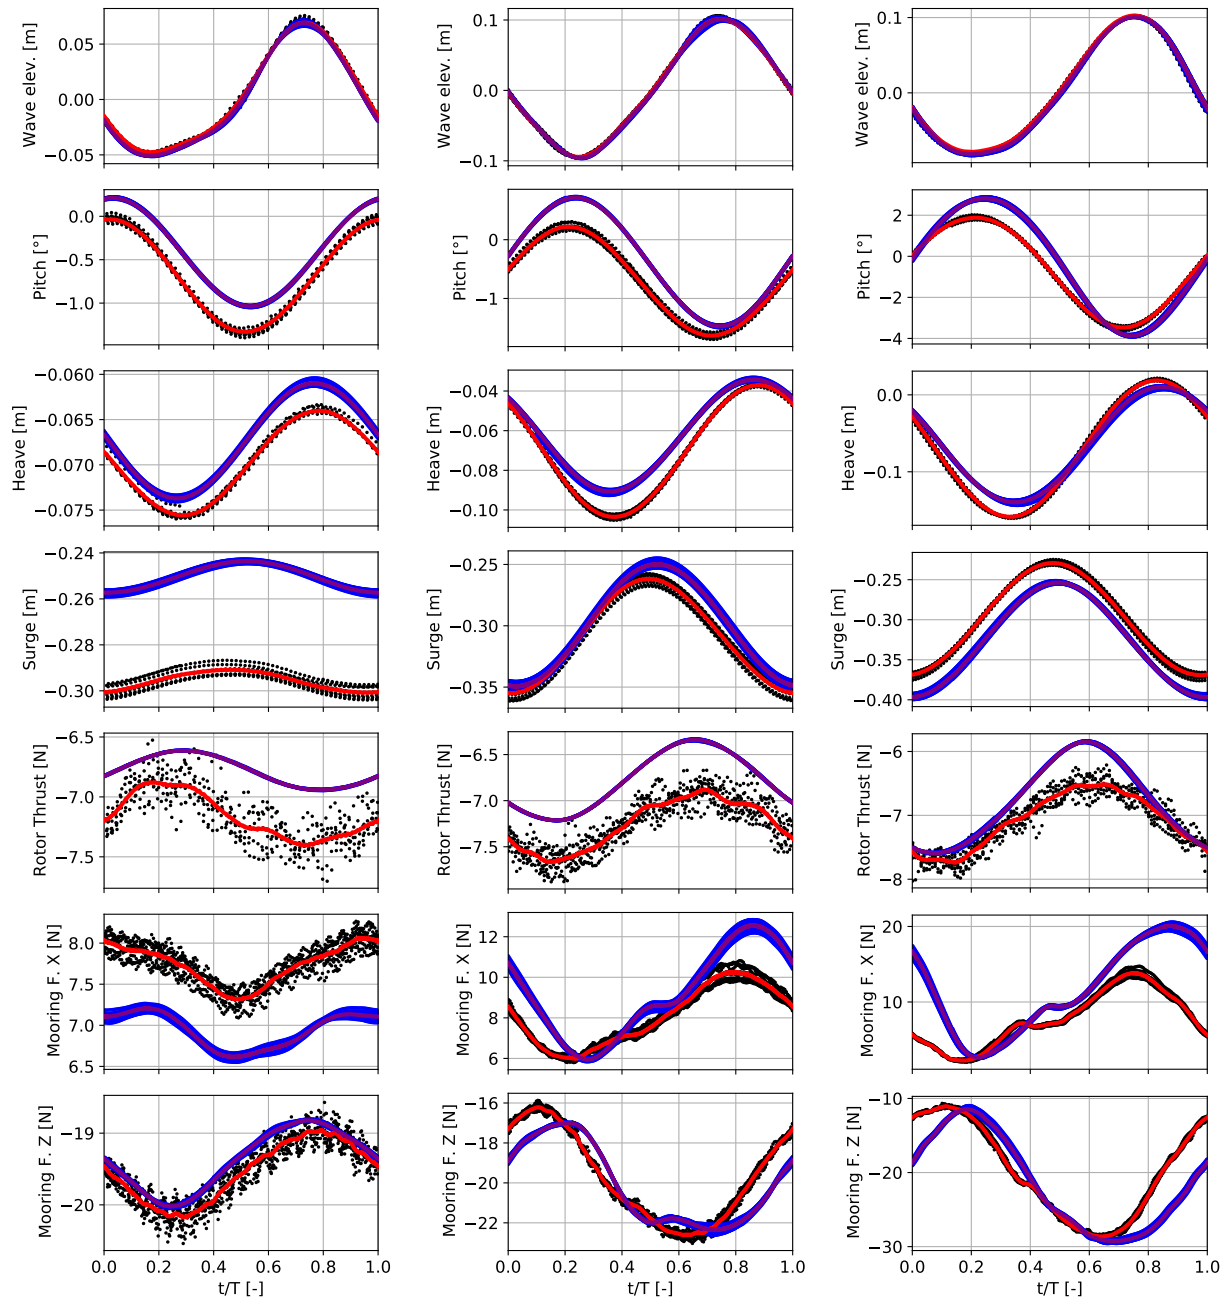 Wave elev. [m]
0.05
0.00
−0.05
Wave elev. [m]
0.1
0.0
−0.1
Wave elev. [m]
0.1
0.0
Pitch [°]
0.0
−0.5
−1.0
Pitch [°]
0
−1
Pitch [°]
2
0
−2
−4
Heave [m]
−0.060
−0.065
−0.070
−0.075
Heave [m]
−0.04
−0.06
−0.08
−0.10
Heave [m]
0.0
−0.1
Surge [m]
−0.24
−0.26
−0.28
−0.30
Surge [m]
−0.25
−0.30
−0.35
Surge [m]
−0.25
−0.30
−0.35
−0.40
Rotor Thrust [N]
−6.5
−7.0
−7.5
Rotor Thrust [N]
−6.5
−7.0
−7.5
Rotor Thrust [N]
−6
−7
−8
Mooring F. X [N]
8.0
7.5
7.0
6.5
Mooring F. X [N]
12
10
8
6
Mooring F. X [N]
20
10
Mooring F. Z [N]
−19
−20
Mooring F. Z [N]
−16
−18
−20
−22
Mooring F. Z [N]
−10
−20
−30
0.0 0.2 0.4 0.6 0.8 1.0
t/T [-]
0.0 0.2 0.4 0.6 0.8 1.0
t/T [-]
0.0 0.2 0.4 0.6 0.8 1.0
t/T [-]